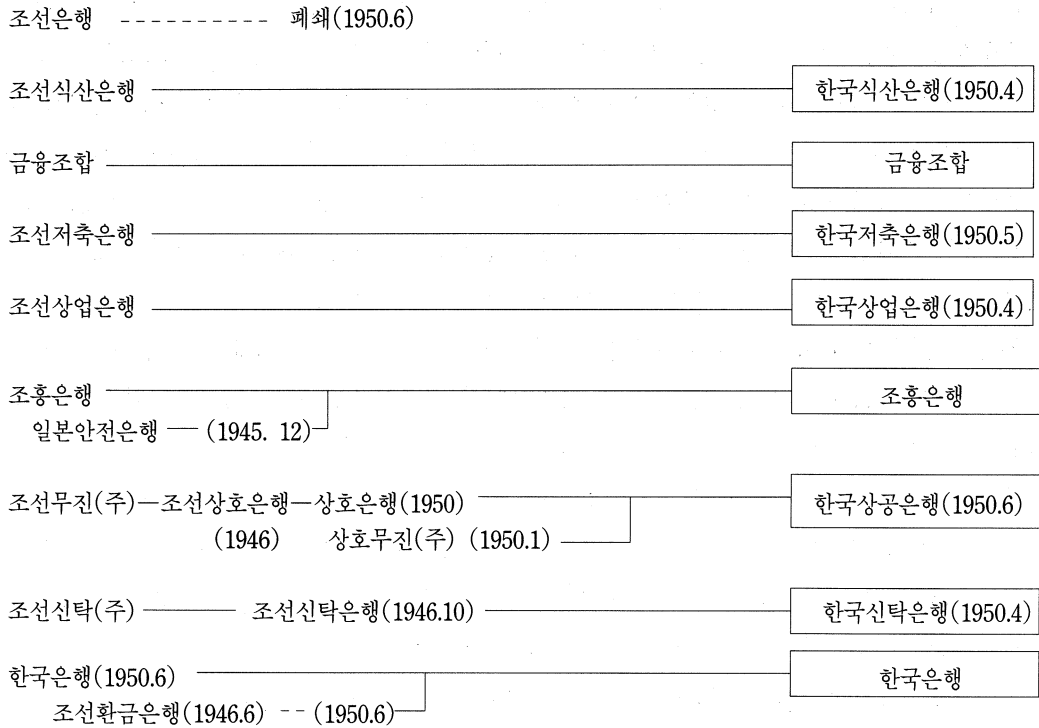 조선은행 ---------- 폐쇄(1950.6)
조선식산은행 한국식산은행(1950.4)
금융조합 금융조합
조선저축은행 한국저축은행(1950.5)
조선상업은행 한국상업은행(1950.4)
조흥은행 조흥은행
일본안전은행 — (1945. 12)
조선무진(주)—조선상호은행—상호은행(1950) 한국상공은행(1950.6)
(1946) 상호무진(주) (1950.1)
조선신탁(주) 조선신탁은행(1946.10) 한국신탁은행(1950.4)
한국은행(1950.6) 한국은행
조선환금은행(1946.6) -- (1950.6)